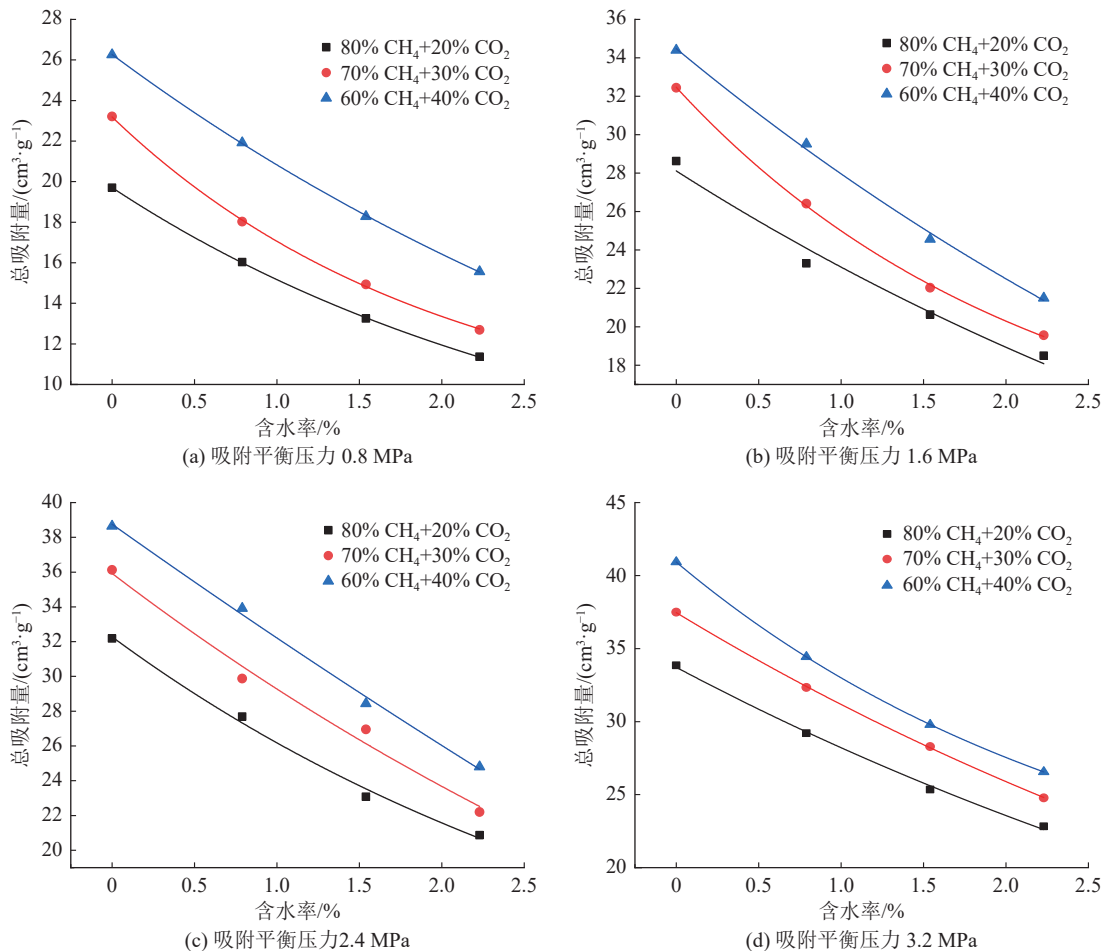 28
26
24
22
20
18
16
14
12
10
总吸附量/(cm³·g⁻¹)
80% CH₄+20% CO₂
70% CH₄+30% CO₂
60% CH₄+40% CO₂
0
0.5
1.0
1.5
2.0
2.5
含水率/%
(a) 吸附平衡压力 0.8 MPa
36
34
32
30
28
26
24
22
20
18
总吸附量/(cm³·g⁻¹)
80% CH₄+20% CO₂
70% CH₄+30% CO₂
60% CH₄+40% CO₂
0
0.5
1.0
1.5
2.0
2.5
含水率/%
(b) 吸附平衡压力 1.6 MPa
40
38
36
34
32
30
28
26
24
22
20
总吸附量/(cm³·g⁻¹)
80% CH₄+20% CO₂
70% CH₄+30% CO₂
60% CH₄+40% CO₂
0
0.5
1.0
1.5
2.0
2.5
含水率/%
(c) 吸附平衡压力2.4 MPa
45
40
35
30
25
20
总吸附量/(cm³·g⁻¹)
80% CH₄+20% CO₂
70% CH₄+30% CO₂
60% CH₄+40% CO₂
0
0.5
1.0
1.5
2.0
2.5
含水率/%
(d) 吸附平衡压力 3.2 MPa